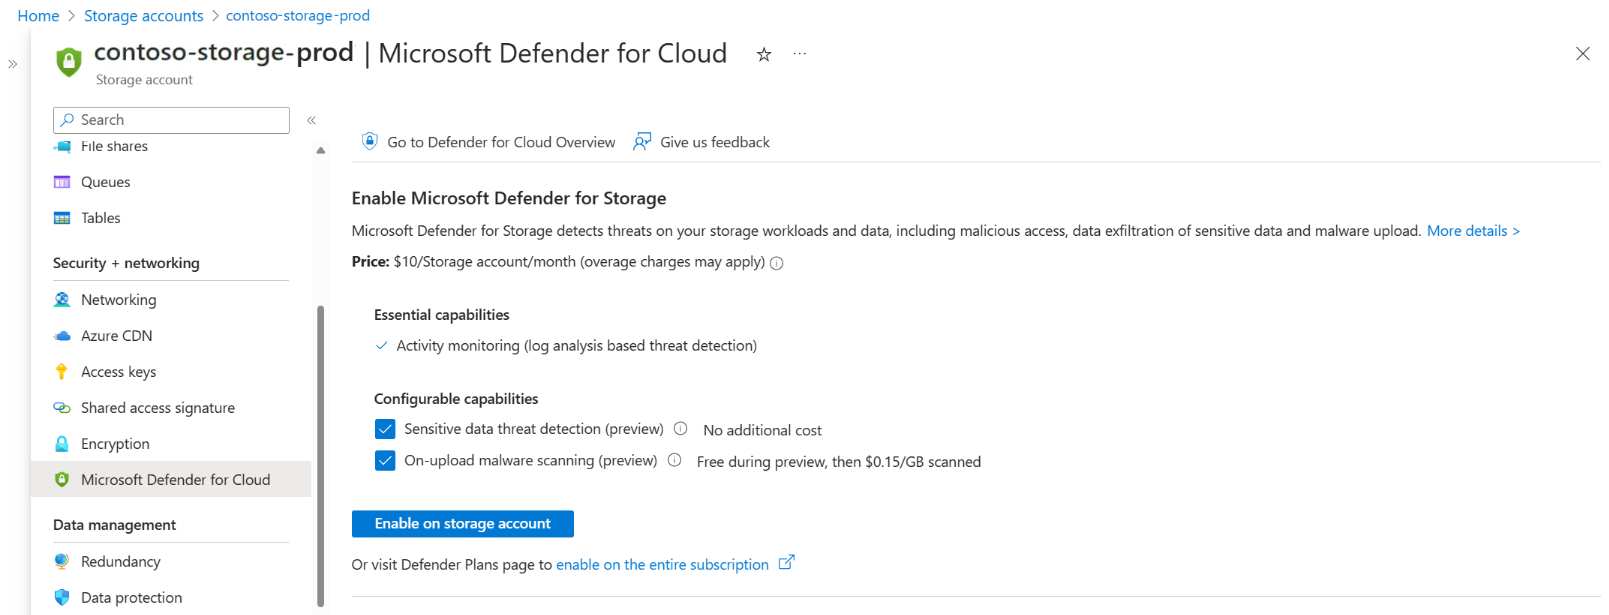 Home > Storage accounts > contoso-storage-prod
contoso-storage-prod | Microsoft Defender for Cloud
Storage account
Search
File shares
Queues
Tables
Security + networking
Networking
Azure CDN
Access keys
Shared access signature
Encryption
Microsoft Defender for Cloud
Data management
Redundancy
Data protection
Go to Defender for Cloud Overview
Give us feedback
Enable Microsoft Defender for Storage
Microsoft Defender for Storage detects threats on your storage workloads and data, including malicious access, data exfiltration of sensitive data and malware upload. More details >
Price: $10/Storage account/month (overage charges may apply)
Essential capabilities
Activity monitoring (log analysis based threat detection)
Configurable capabilities
Sensitive data threat detection (preview) No additional cost
On-upload malware scanning (preview) Free during preview, then $0.15/GB scanned
Enable on storage account
Or visit Defender Plans page to enable on the entire subscription